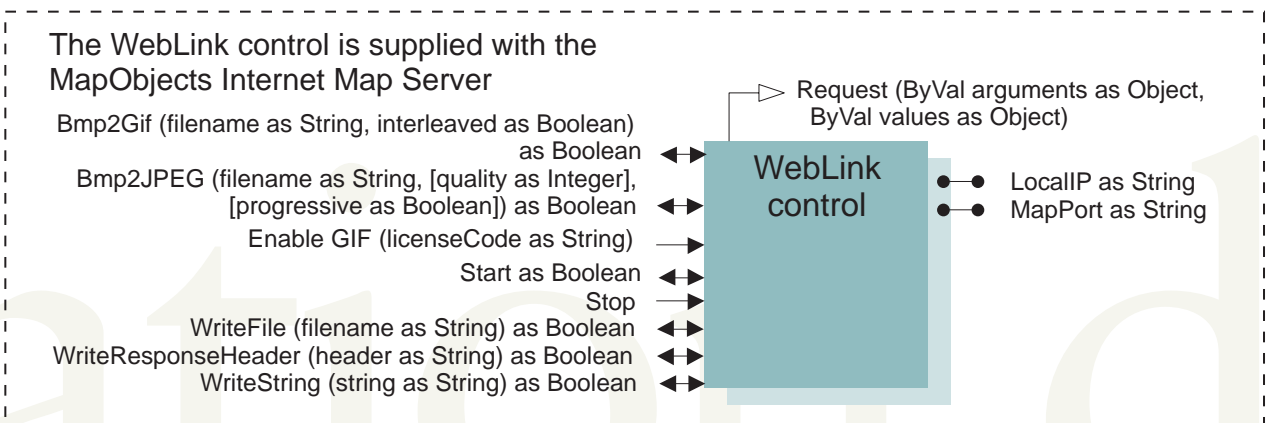 The WebLink control is supplied with the
MapObjects Internet Map Server
Request (ByVal arguments as Object,
ByVal values as Object)
Bmp2Gif (filename as String, interleaved as Boolean)
as Boolean
Bmp2JPEG (filename as String, [quality as Integer],
[progressive as Boolean]) as Boolean
Enable GIF (licenseCode as String)
Start as Boolean
Stop
WriteFile (filename as String) as Boolean
WriteResponseHeader (header as String) as Boolean
WriteString (string as String) as Boolean
WebLink
control
LocalIP as String
MapPort as String